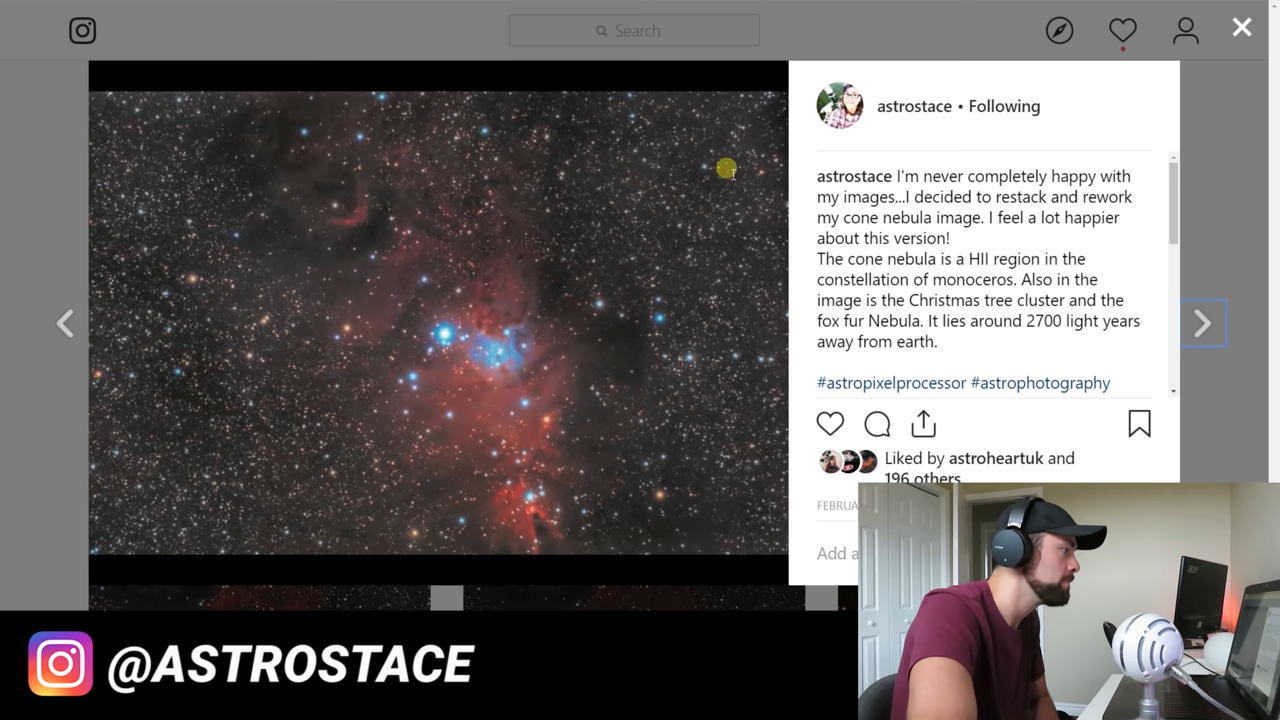 Search
astrostace • Following
astrostace I'm never completely happy with
my images...I decided to restack and rework
my cone nebula image. I feel a lot happier
about this version!
The cone nebula is a HII region in the
constellation of monoceros. Also in the
image is the Christmas tree cluster and the
fox fur Nebula. It lies around 2700 light years
away from earth.
#astropixelprocessor #astrophotography
Liked by astroheartuk and
196 others
FEBRUA
Add a
@ASTROSTACE